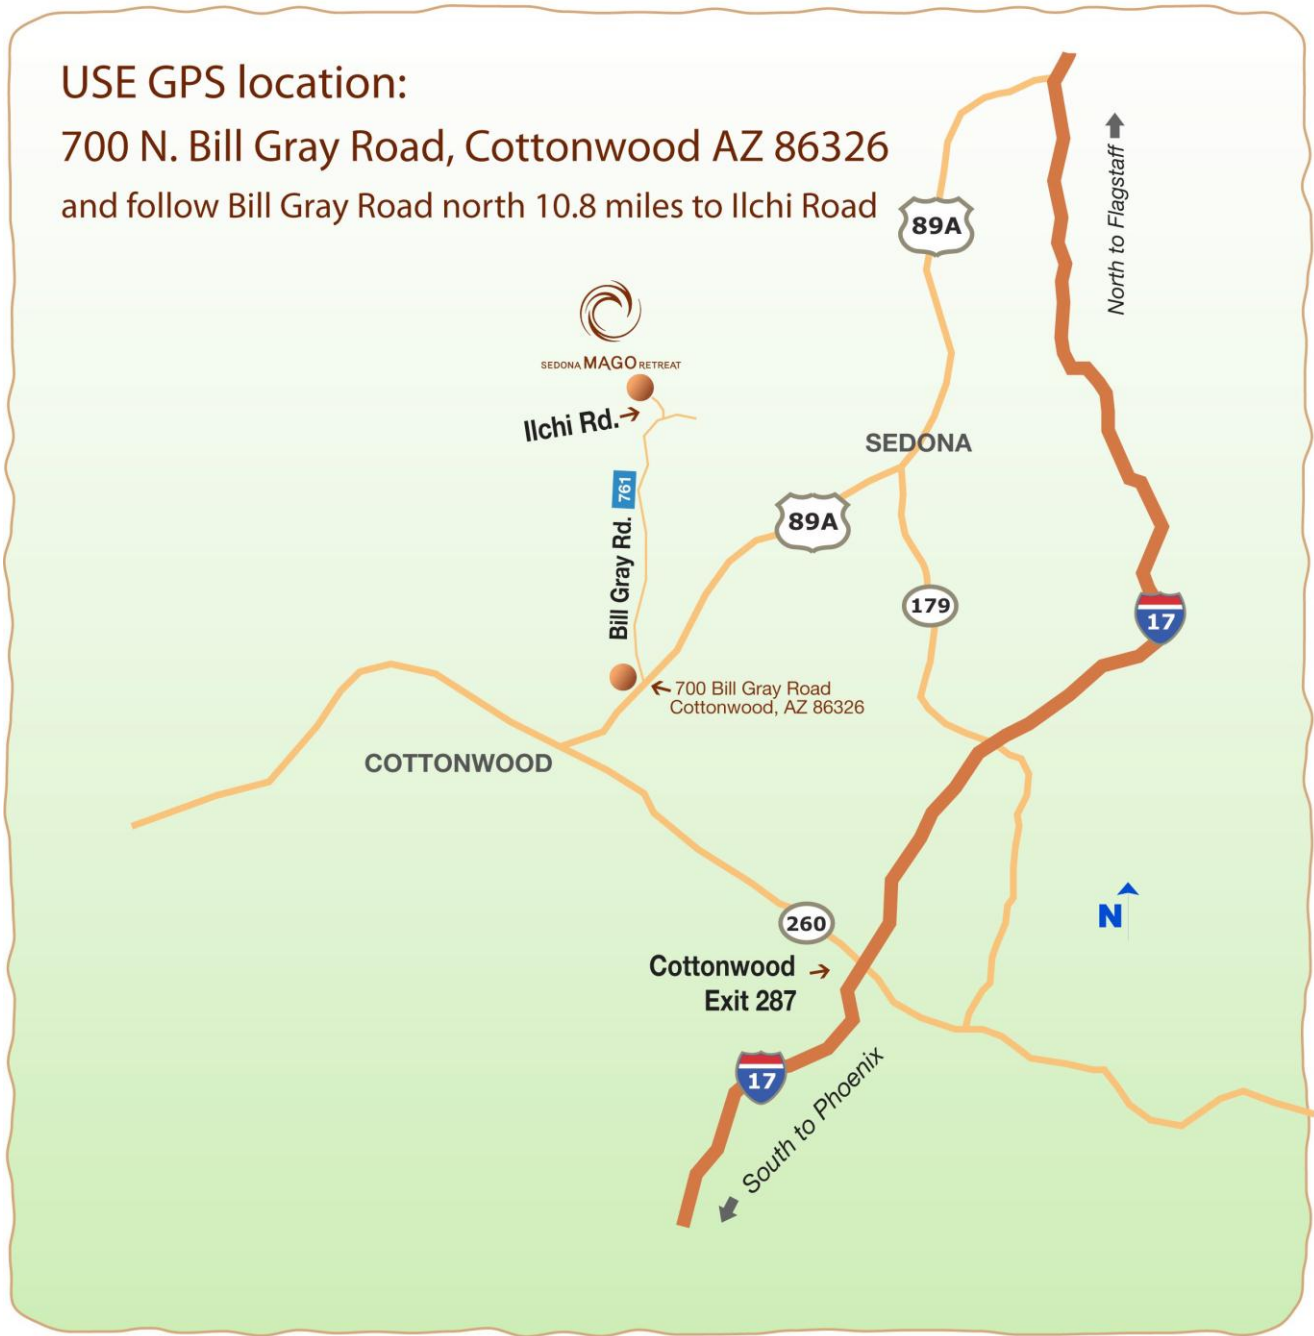 USE GPS location:
700 N. Bill Gray Road, Cottonwood AZ 86326
and follow Bill Gray Road north 10.8 miles to Ilchi Road
89A
North to Flagstaff
SEDONA MAGO RETREAT
Ilchi Rd.
SEDONA
761
89A
Bill Gray Rd.
179
17
700 Bill Gray Road
Cottonwood, AZ 86326
COTTONWOOD
260
N
Cottonwood
Exit 287
17
South to Phoenix